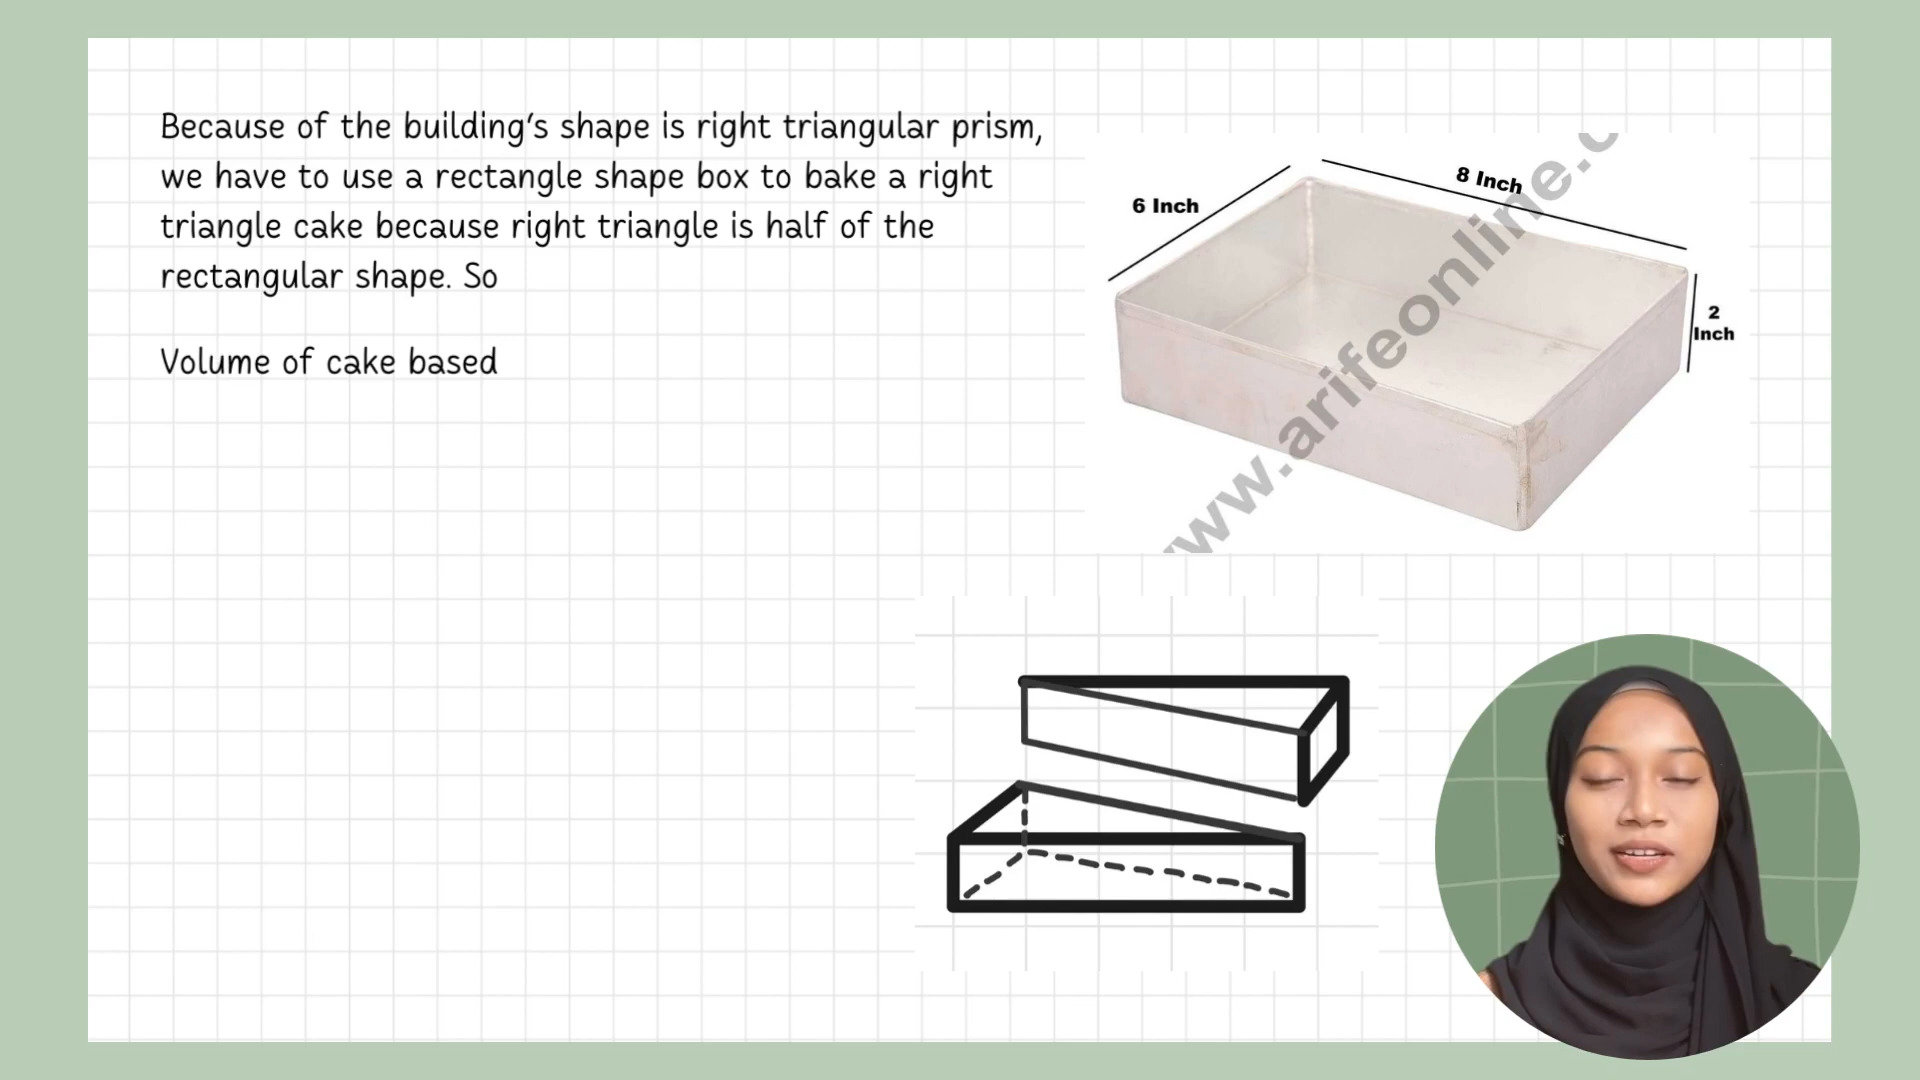 Because of the building's shape is right triangular prism,
we have to use a rectangle shape box to bake a right
triangle cake because right triangle is half of the
rectangular shape. So
Volume of cake based
6 Inch
8 Inch
2
Inch
www.arifeonline.c